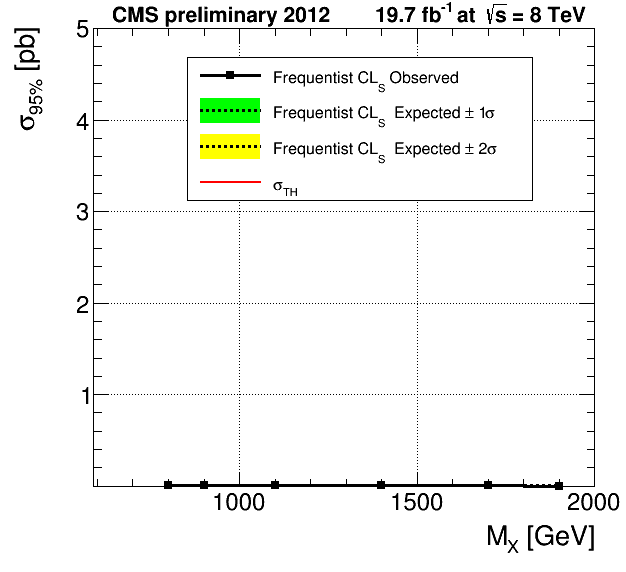 CMS preliminary 2012 19.7 fb⁻¹ at √s = 8 TeV
σ95% [pb]
Frequentist CLS Observed
Frequentist CLS Expected ± 1σ
Frequentist CLS Expected ± 2σ
σTH
5
4
3
2
1
1000 1500 2000
MX [GeV]